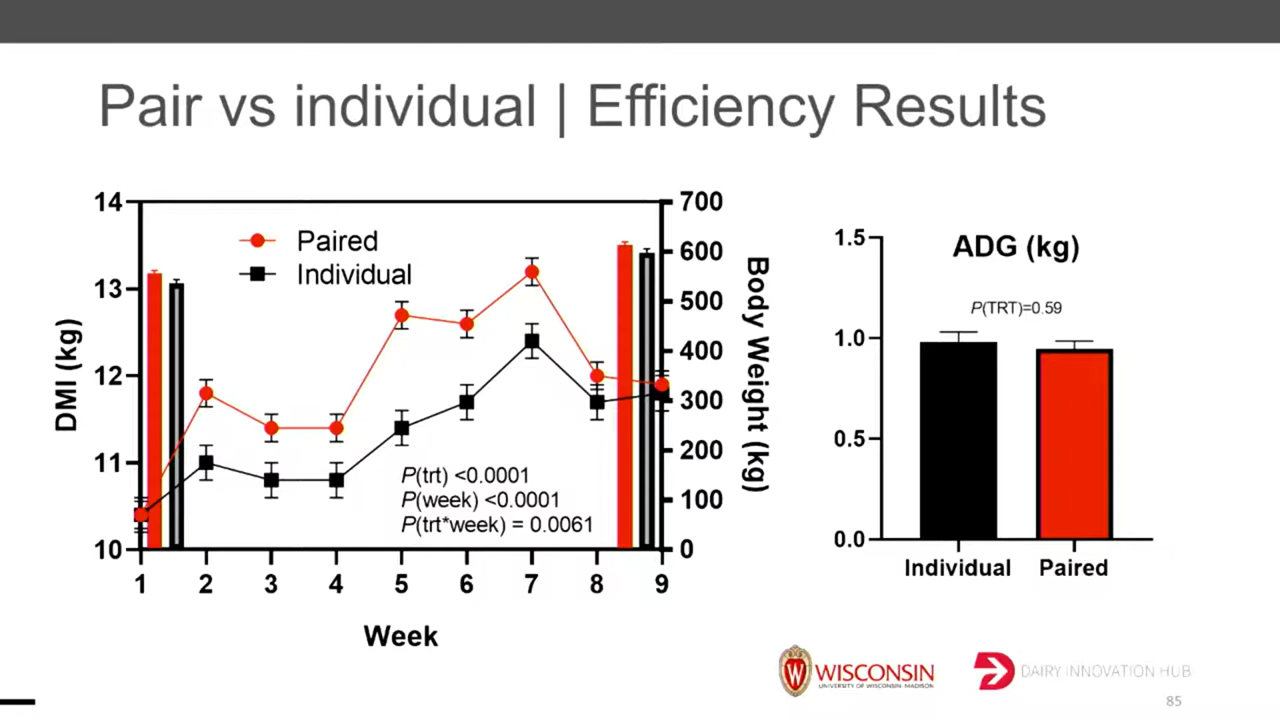 Pair vs individual | Efficiency Results
14
13
12
11
10
DMI (kg)
Paired
Individual
P(trt) <0.0001
P(week) <0.0001
P(trt*week) = 0.0061
700
600
500
400
300
200
100
0
Body Weight (kg)
1 2 3 4 5 6 7 8 9
Week
ADG (kg)
P(TRT)=0.59
1.5
1.0
0.5
0.0
Individual Paired
WISCONSIN
UNIVERSITY OF WISCONSIN-MADISON
DAIRY INNOVATION HUB
85